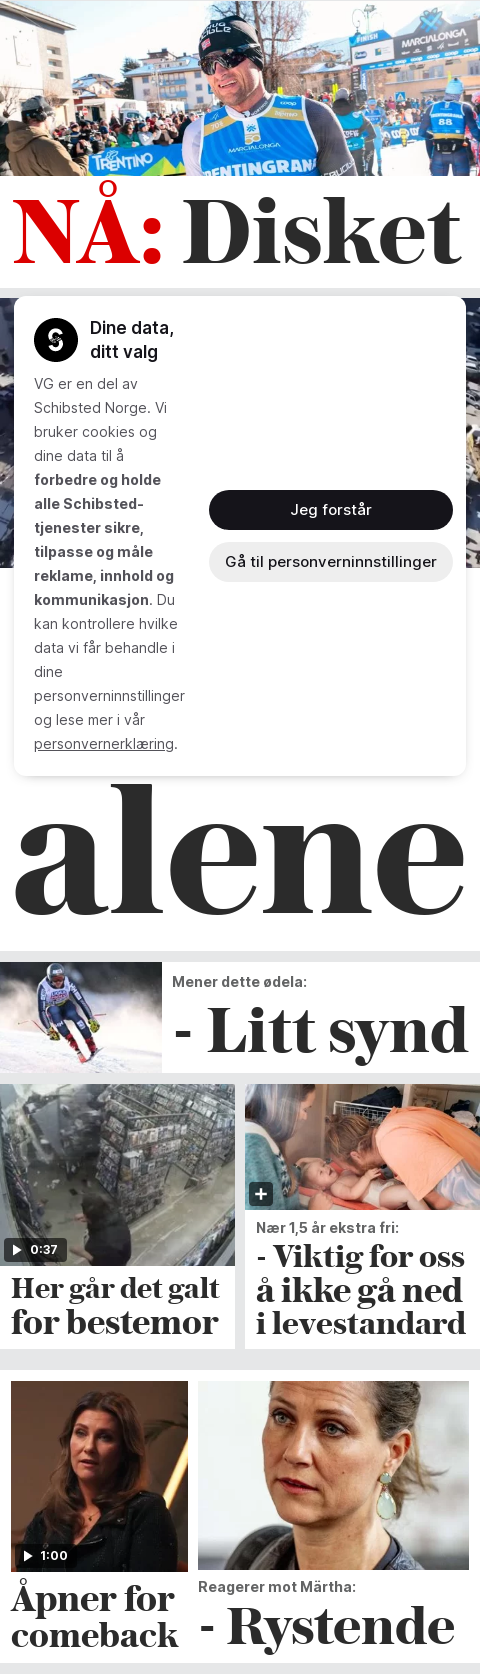 FINISH
MARCIALONGA
TRENTINO
MARCIALONGA
TRENTINGRANA
88
NÅ: Disket
Dine data,
ditt valg
VG er en del av
Schibsted Norge. Vi
bruker cookies og
dine data til å
forbedre og holde
alle Schibsted-
tjenester sikre,
tilpasse og måle
reklame, innhold og
kommunikasjon. Du
kan kontrollere hvilke
data vi får behandle i
dine
personverninnstillinger
og lese mer i vår
personvernerklæring.
Jeg forstår
Gå til personverninnstillinger
alene
Mener dette ødela:
- Litt synd
0:37
Her går det galt
for bestemor
Nær 1,5 år ekstra fri:
- Viktig for oss
å ikke gå ned
i levestandard
1:00
Åpner for
comeback
Reagerer mot Märtha:
- Rystende